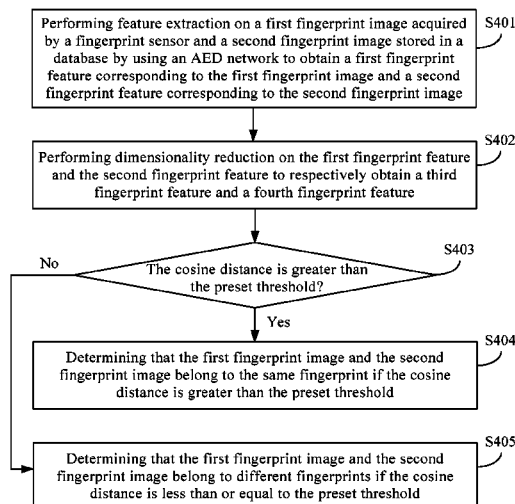 Performing feature extraction on a first fingerprint image acquired
by a fingerprint sensor and a second fingerprint image stored in a
database by using an AED network to obtain a first fingerprint
feature corresponding to the first fingerprint image and a second
fingerprint feature corresponding to the second fingerprint image
S401
Performing dimensionality reduction on the first fingerprint feature
and the second fingerprint feature to respectively obtain a third
fingerprint feature and a fourth fingerprint feature
S402
The cosine distance is greater than
the preset threshold?
S403
No
Yes
Determining that the first fingerprint image and the second
fingerprint image belong to the same fingerprint if the cosine
distance is greater than the preset threshold
S404
Determining that the first fingerprint image and the second
fingerprint image belong to different fingerprints if the cosine
distance is less than or equal to the preset threshold
S405